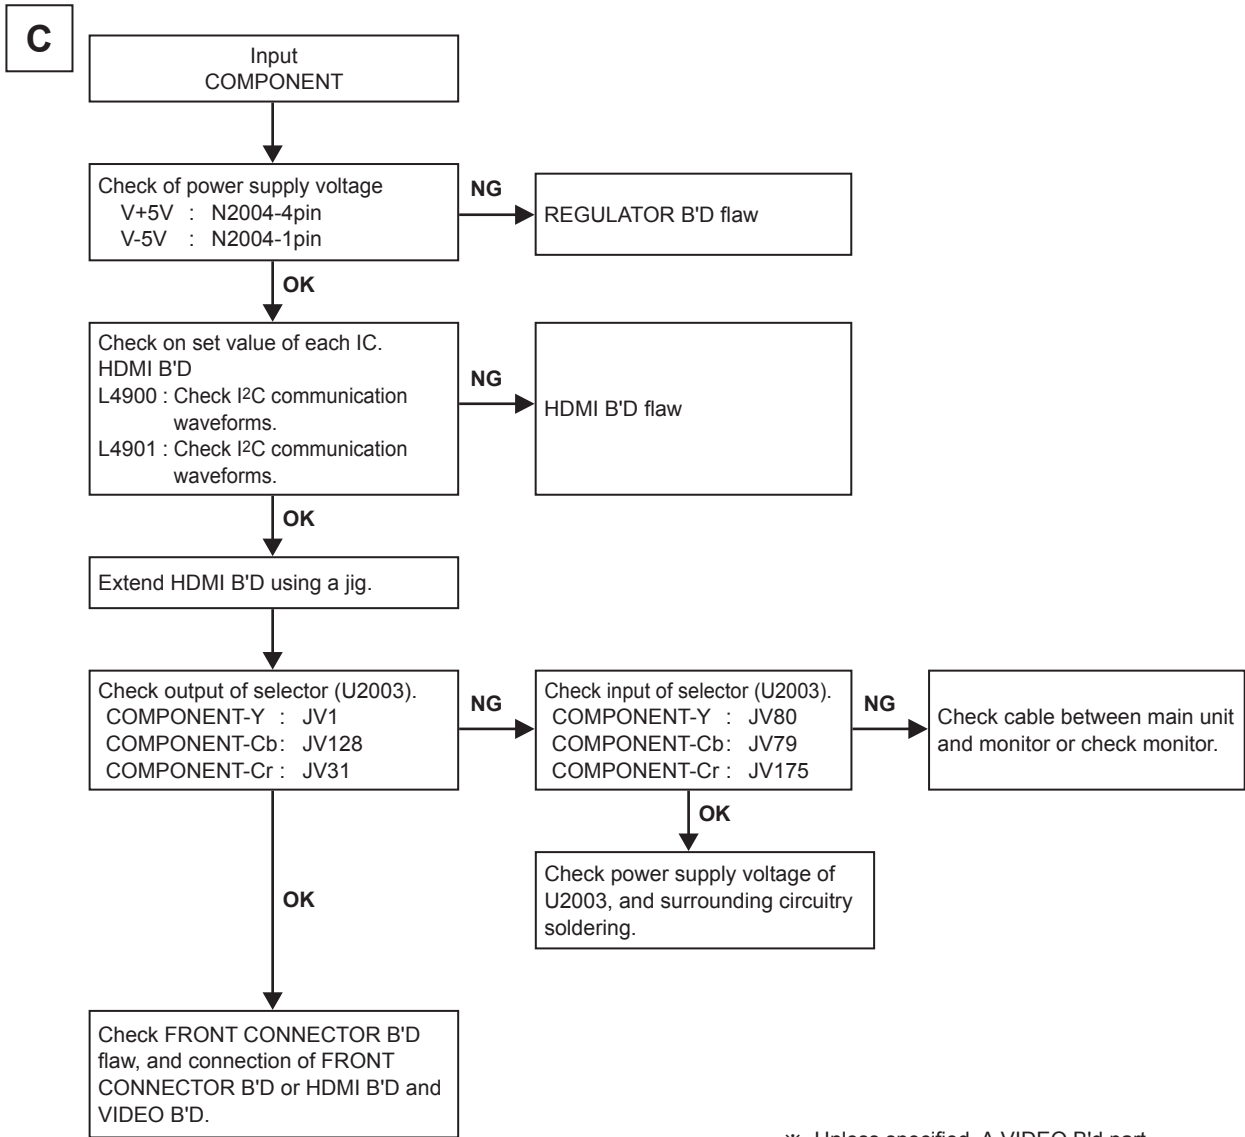 C
Input
COMPONENT
Check of power supply voltage
V+5V : N2004-4pin
V-5V : N2004-1pin
NG
REGULATOR B'D flaw
OK
Check on set value of each IC.
HDMI B'D
L4900 : Check I2C communication
waveforms.
L4901 : Check I2C communication
waveforms.
NG
HDMI B'D flaw
OK
Extend HDMI B'D using a jig.
Check output of selector (U2003).
COMPONENT-Y : JV1
COMPONENT-Cb : JV128
COMPONENT-Cr : JV31
NG
Check input of selector (U2003).
COMPONENT-Y : JV80
COMPONENT-Cb : JV79
COMPONENT-Cr : JV175
NG
Check cable between main unit
and monitor or check monitor.
OK
Check power supply voltage of
U2003, and surrounding circuitry
soldering.
OK
Check FRONT CONNECTOR B'D
flaw, and connection of FRONT
CONNECTOR B'D or HDMI B'D and
VIDEO B'D.
※ Unless specified, A VIDEO B'd part